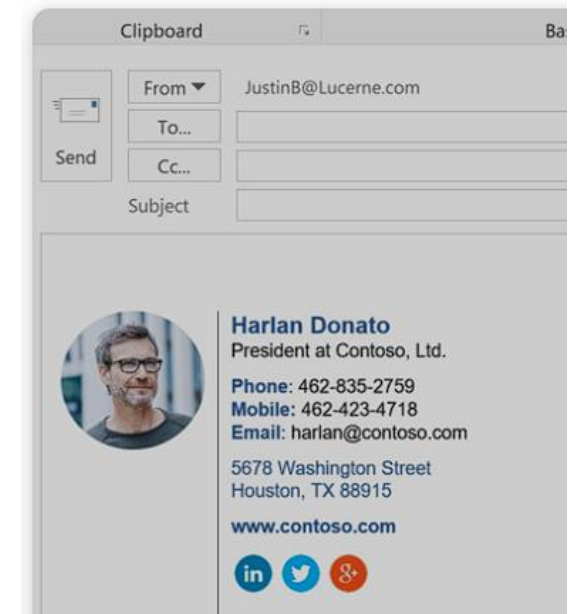 Clipboard Bas
From JustinB@Lucerne.com
To...
Send
Cc...
Subject
Harlan Donato
President at Contoso, Ltd.
Phone: 462-835-2759
Mobile: 462-423-4718
Email: harlan@contoso.com
5678 Washington Street
Houston, TX 88915
www.contoso.com
in 8+